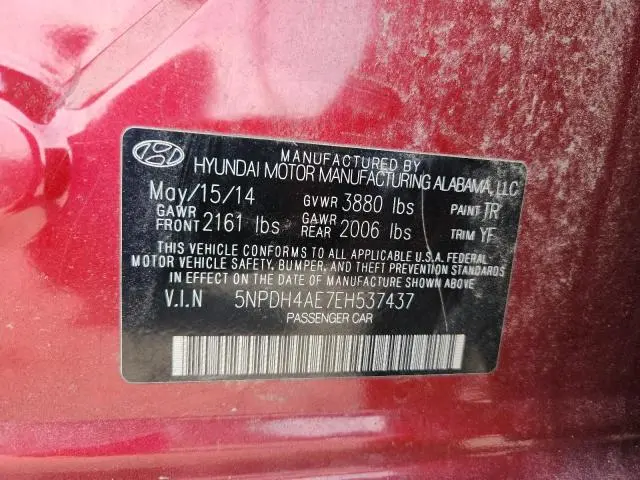 MANUFACTURED BY
HYUNDAI MOTOR MANUFACTURING ALABAMA, LLC
May/15/14 GVWR 3880 lbs PAINT TR
GAWR FRONT 2161 lbs GAWR REAR 2006 lbs TRIM YF
THIS VEHICLE CONFORMS TO ALL APPLICABLE U.S.A. FEDERAL
MOTOR VEHICLE SAFETY, BUMPER, AND THEFT PREVENTION
STANDARDS IN EFFECT ON THE DATE OF MANUFACTURE SHOWN ABOVE.
V.I.N 5NPDH4AE7EH537437
PASSENGER CAR